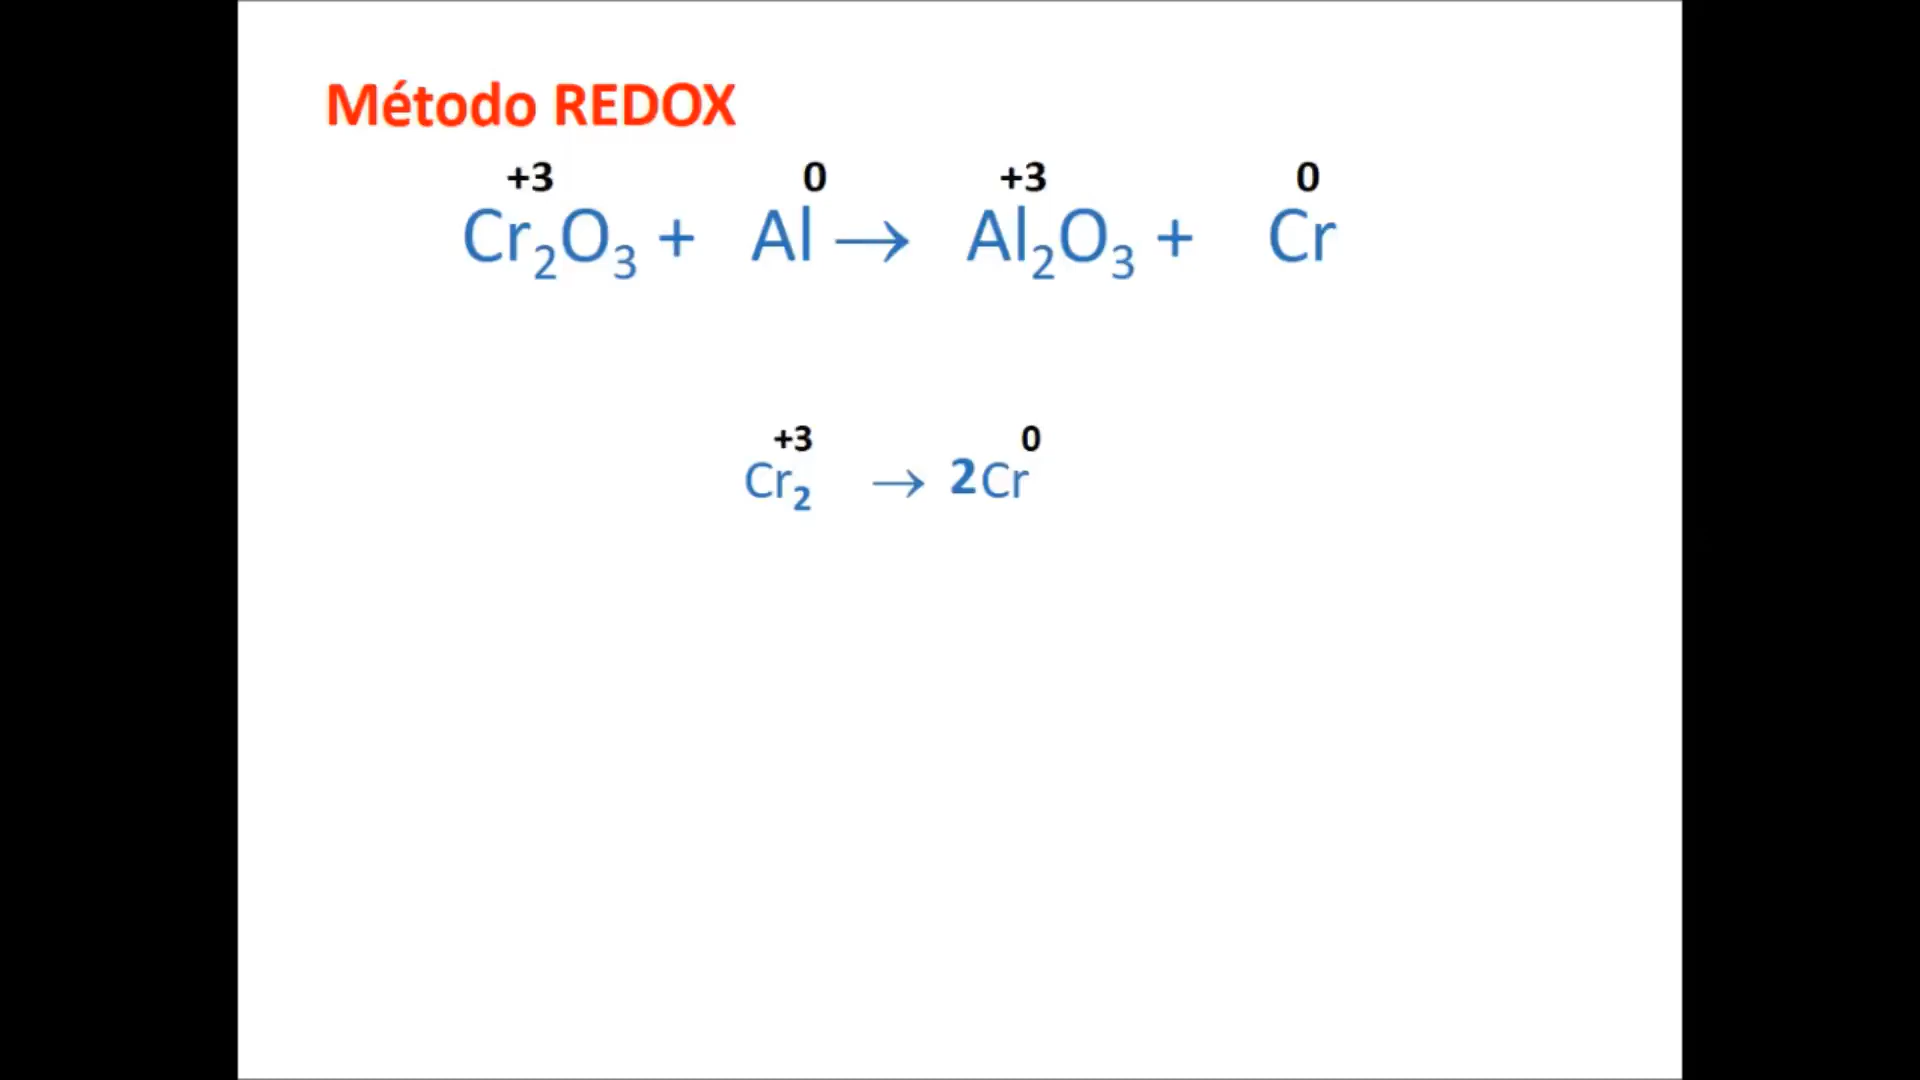 Método REDOX
+3 0 +3 0
Cr₂O₃ + Al → Al₂O₃ + Cr
+3 0
Cr₂ → 2Cr